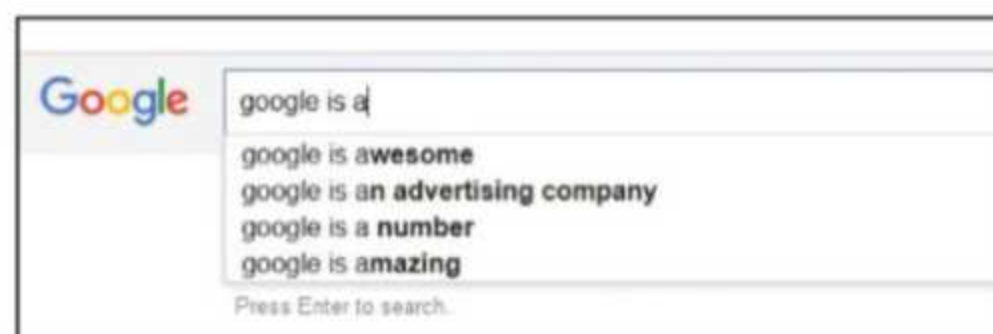 Google
google is a
google is awesome
google is an advertising company
google is a number
google is amazing
Press Enter to search.